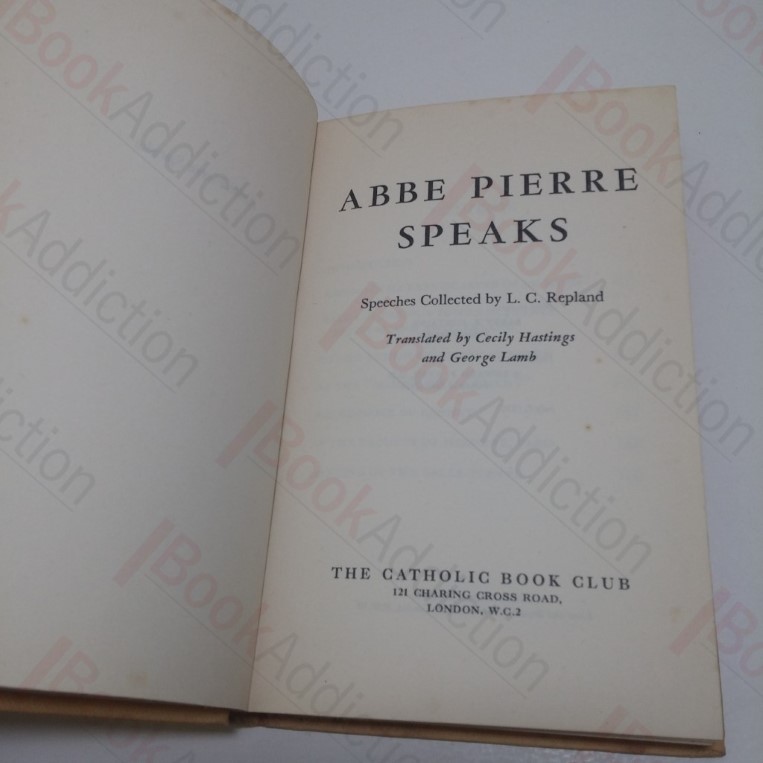 ABBE PIERRE
SPEAKS
Speeches Collected by L. C. Repland
Translated by Cecily Hastings
and George Lamb
THE CATHOLIC BOOK CLUB
121 CHARING CROSS ROAD,
LONDON, W.C.2
BookAddiction